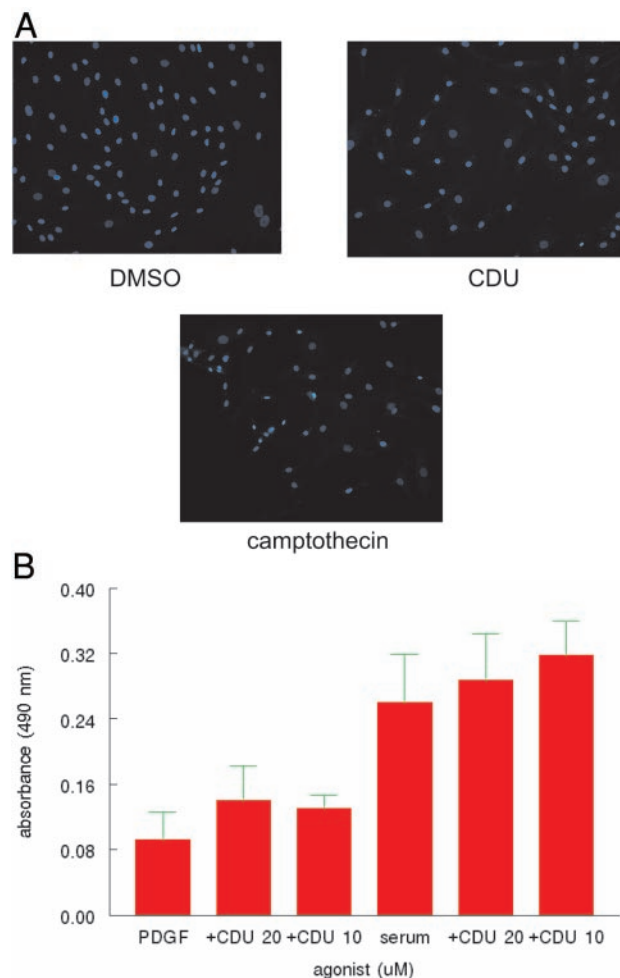 A
DMSO
CDU
camptothecin
B
absorbance (490 nm)
0.40
0.32
0.24
0.16
0.08
0.00
PDGF +CDU 20 +CDU 10 serum +CDU 20 +CDU 10
agonist (uM)